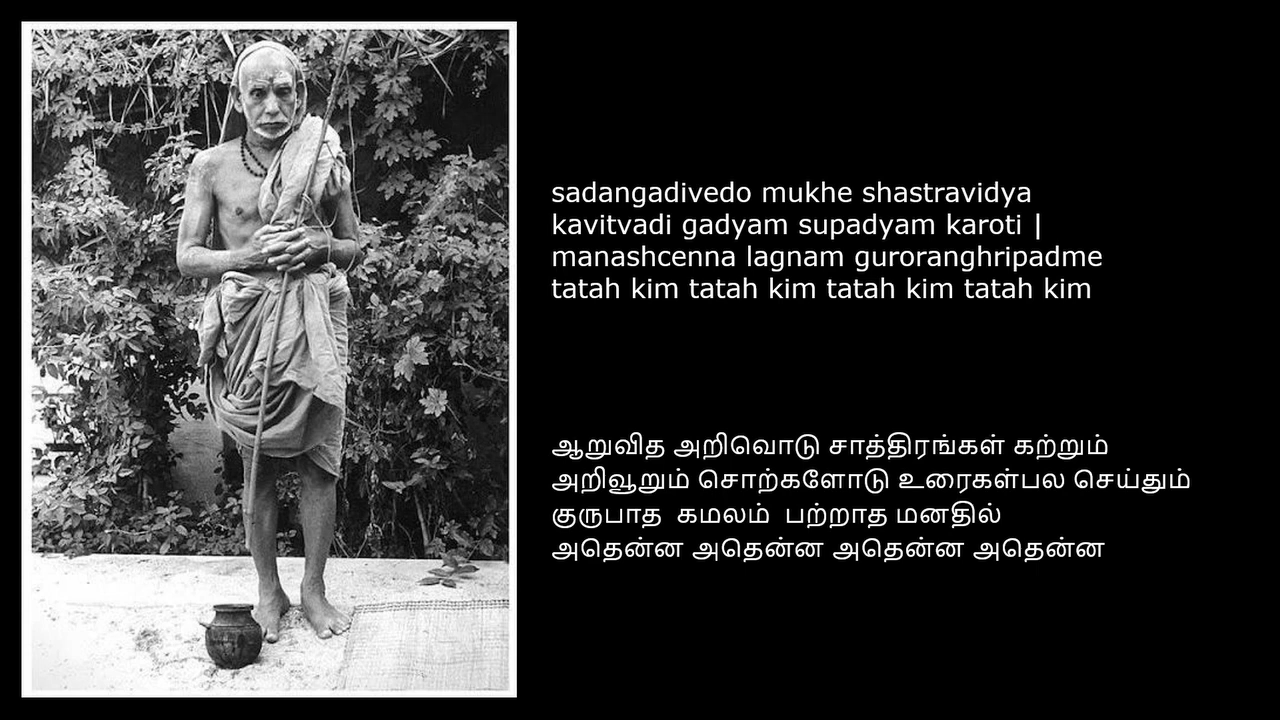 sadangadivedo mukhe shastravidya
kavitvadi gadyam supadyam karoti |
manashcenna lagnam guroranghripadme
tatah kim tatah kim tatah kim tatah kim
ஆறுவித அறிவொடு சாத்திரங்கள் கற்றும்
அறிவூறும் சொற்களோடு உரைகள்பல செய்தும்
குருபாத கமலம் பற்றாத மனதில்
அதென்ன அதென்ன அதென்ன அதென்ன